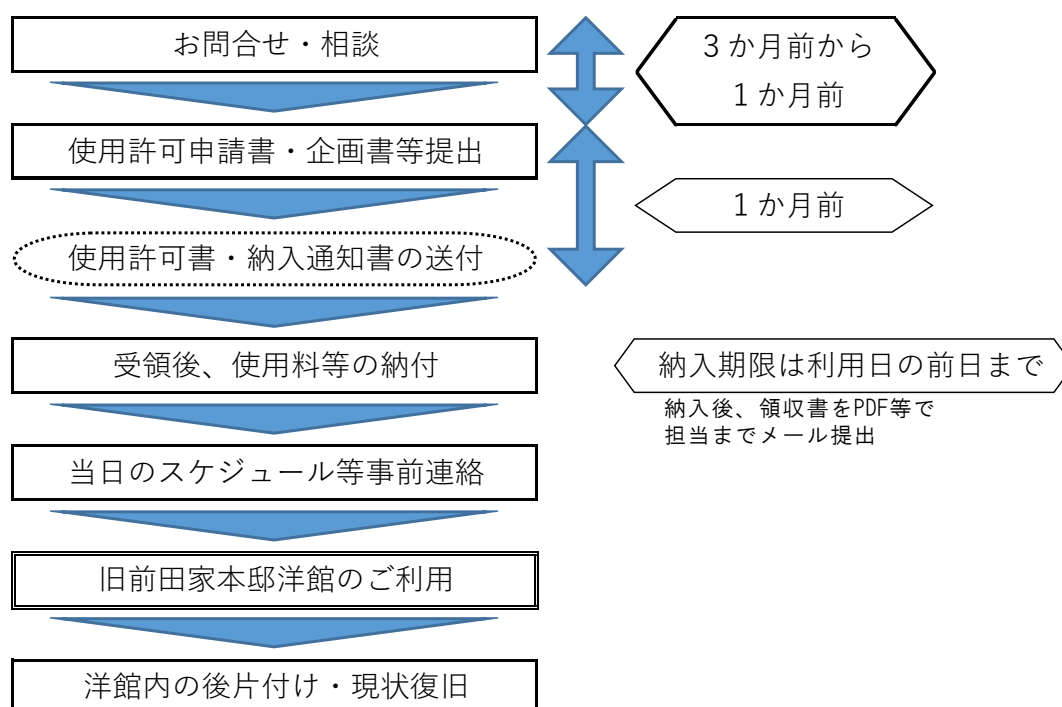 お問合せ・相談
３か月前から
１か月前
使用許可申請書・企画書等提出
１か月前
使用許可書・納入通知書の送付
受領後、使用料等の納付
納入期限は利用日の前日まで
納入後、領収書をPDF等で
担当までメール提出
当日のスケジュール等事前連絡
旧前田家本邸洋館のご利用
洋館内の後片付け・現状復旧